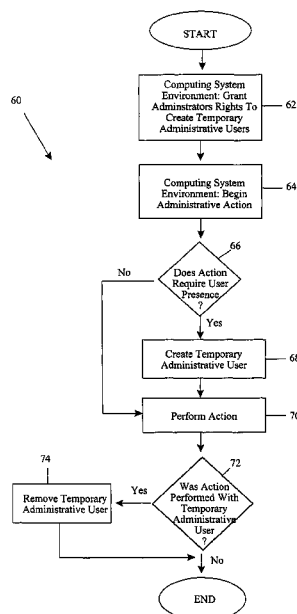 START
60
Computing System
Environment: Grant
Adminstrators Rights To
Create Temporary
Administrative Users
62
Computing System
Environment: Begin
Administrative Action
64
66
Does Action
Require User
Presence
?
No
Yes
Create Temporary
Administrative User
68
Perform Action
70
74
72
Was Action
Performed With
Temporary
Administrative
User
?
Yes
Remove Temporary
Administrative User
No
END